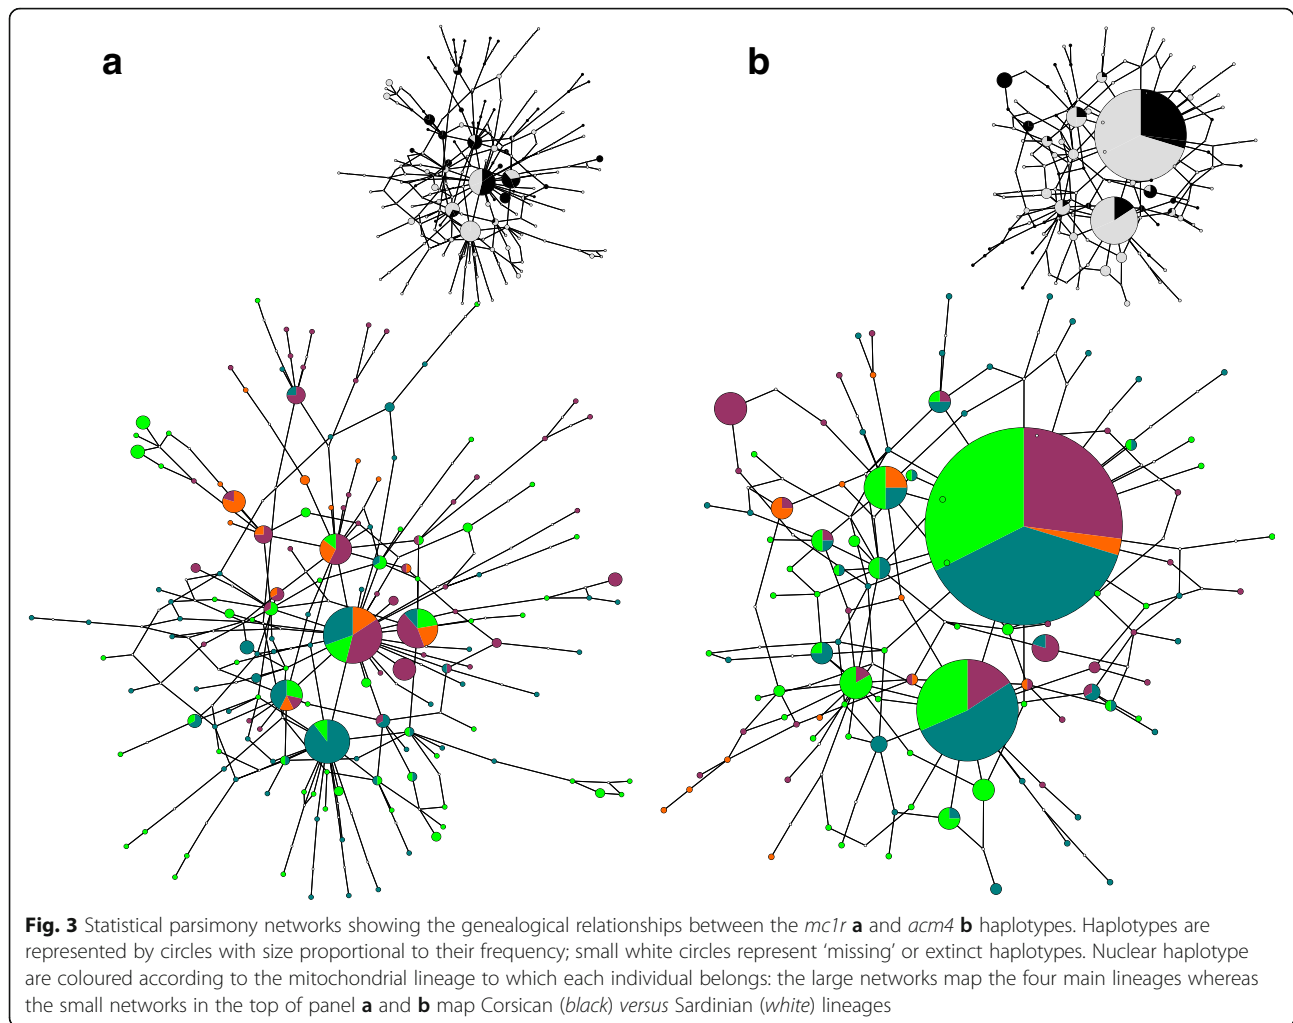 a
b
Fig. 3 Statistical parsimony networks showing the genealogical relationships between the mc1r a and acm4 b haplotypes. Haplotypes are
represented by circles with size proportional to their frequency; small white circles represent ‘missing’ or extinct haplotypes. Nuclear haplotype
are coloured according to the mitochondrial lineage to which each individual belongs: the large networks map the four main lineages whereas
the small networks in the top of panel a and b map Corsican (black) versus Sardinian (white) lineages